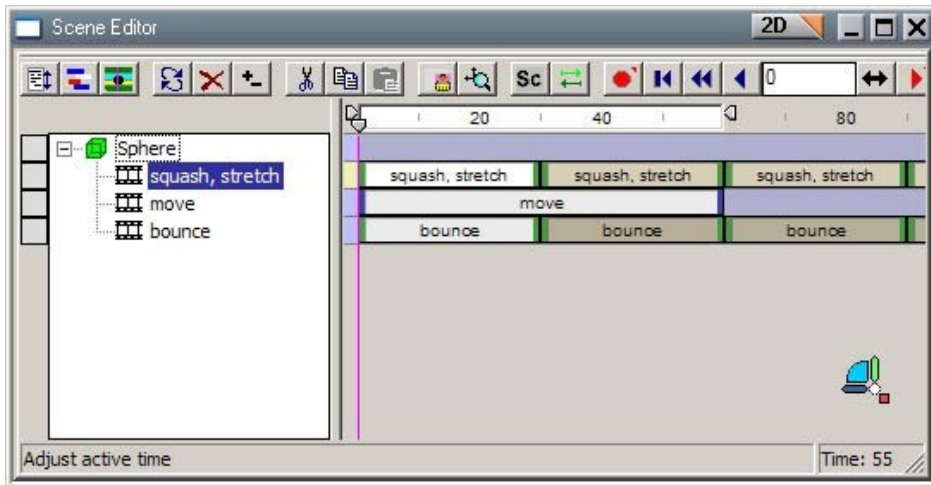 Scene Editor
2D
Sc
0
20 40 80
Sphere
squash, stretch squash, stretch squash, stretch squash, stretch
move move
bounce bounce bounce bounce
Adjust active time Time: 55